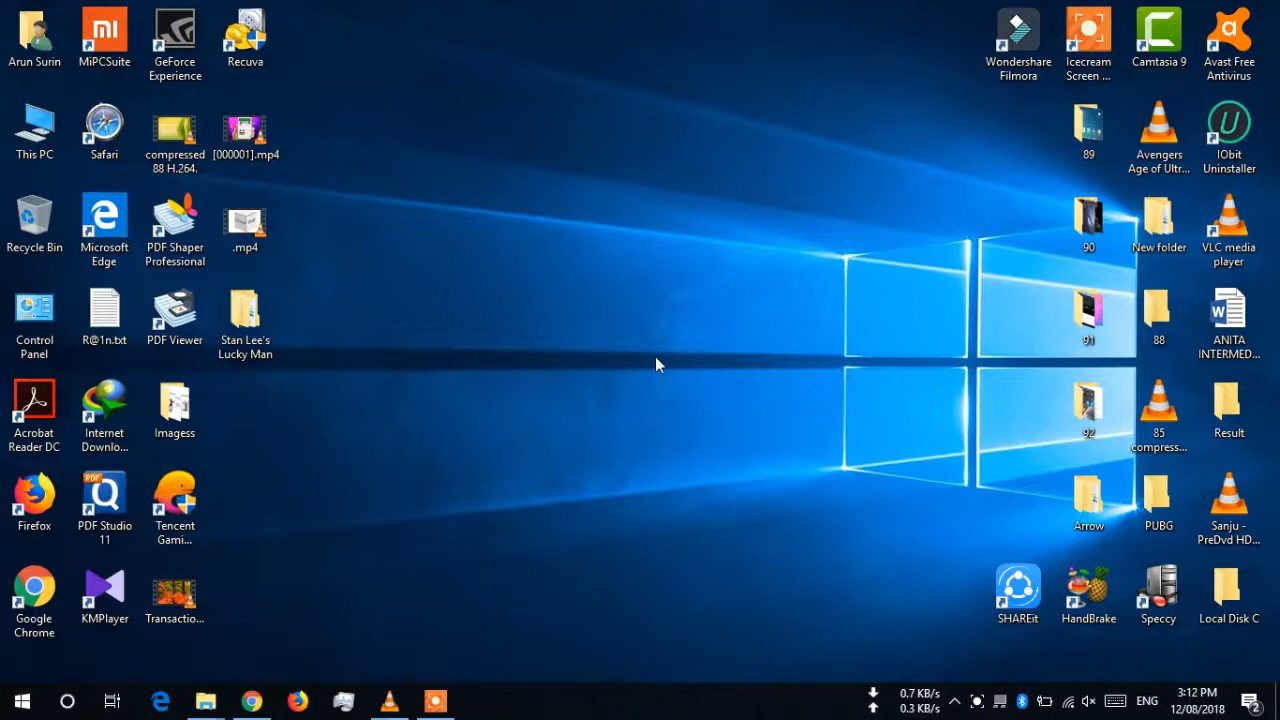 Arun Surin
MiPCSuite
GeForce
Experience
Recuva
This PC
Safari
compressed
88 H.264.
[000001].mp4
Recycle Bin
Microsoft
Edge
PDF Shaper
Professional
.mp4
Control
Panel
R@1n.txt
PDF Viewer
Stan Lee's
Lucky Man
Acrobat
Reader DC
Internet
Downlo...
Imagess
Firefox
PDF
PDF Studio
11
Tencent
Gami...
Google
Chrome
KMPlayer
Transactio...
Wondershare
Filmora
Icecream
Screen ...
Camtasia 9
Avast Free
Antivirus
89
Avengers
Age of Ultr...
IObit
Uninstaller
90
New folder
VLC media
player
91
88
ANITA
INTERMED...
92
85
compress...
Result
Arrow
PUBG
Sanju -
PreDvd HD...
SHAREit
HandBrake
Speccy
Local Disk C
0.7 KB/s
0.3 KB/s
ENG
3:12 PM
12/08/2018
2